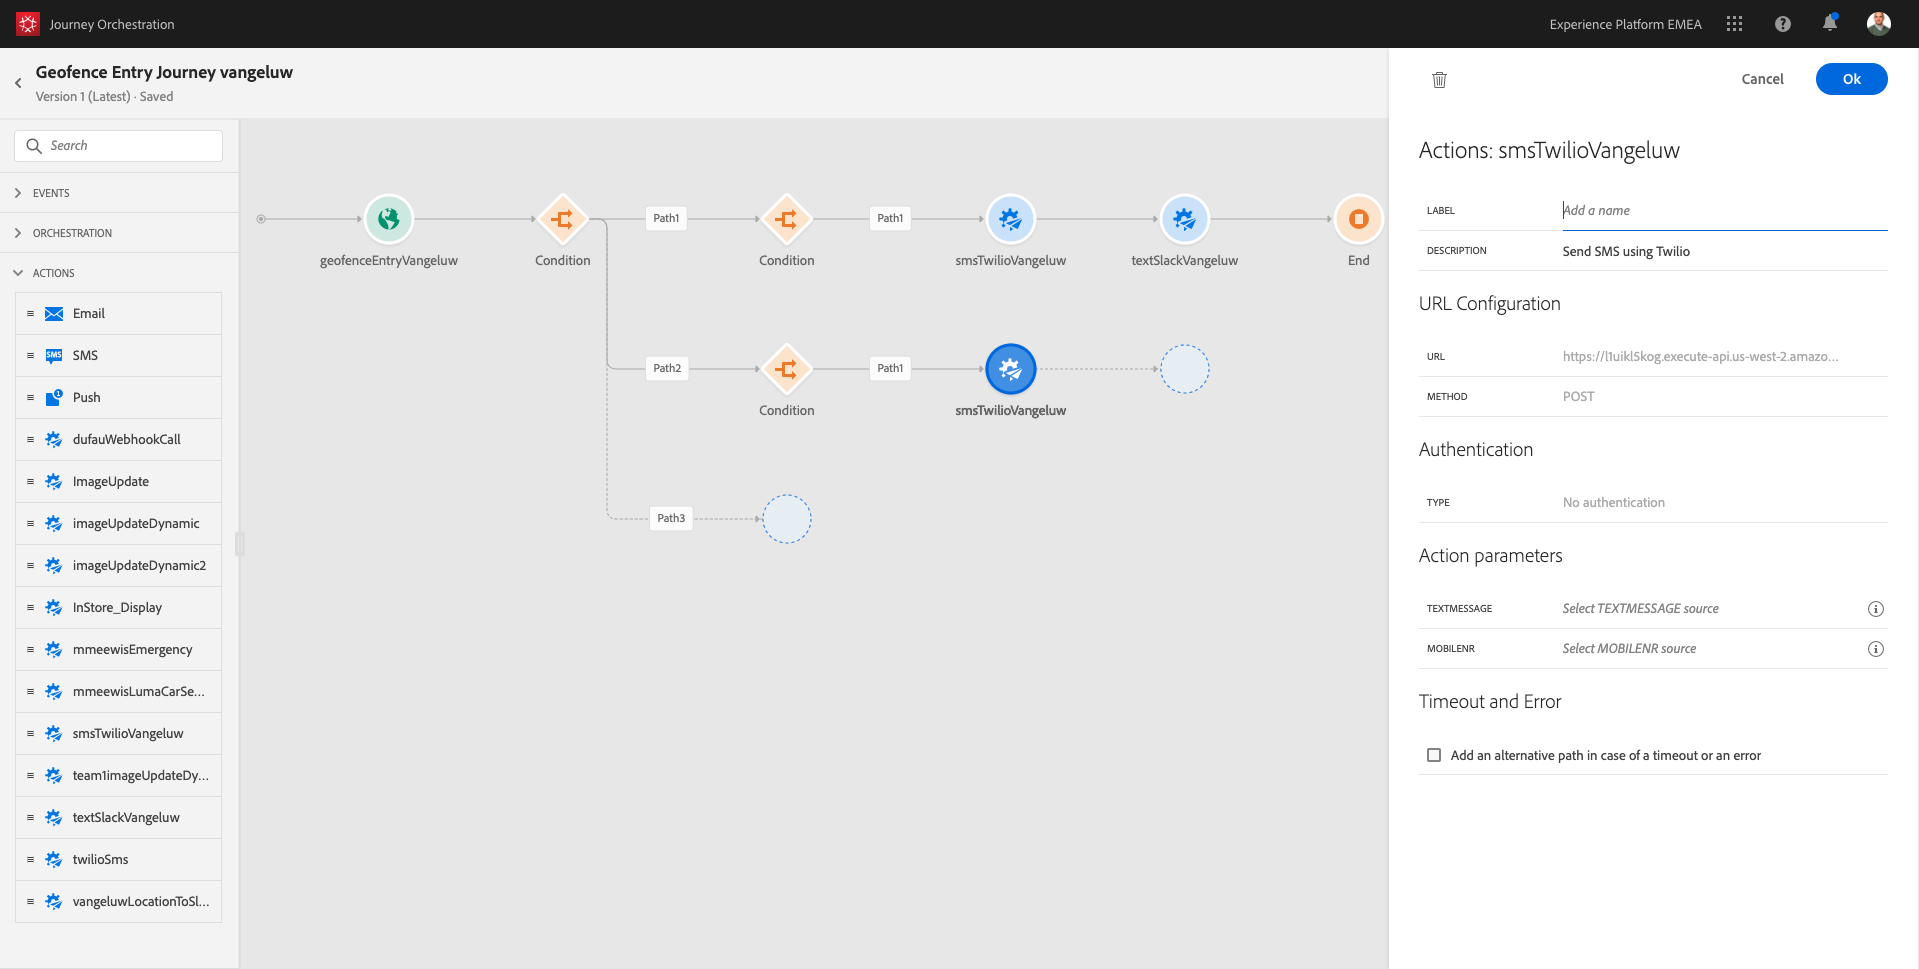 Journey Orchestration
Experience Platform EMEA
Geofence Entry Journey vangeluw
Version 1 (Latest) · Saved
Search
EVENTS
ORCHESTRATION
ACTIONS
Email
SMS
SMS
Push
1
dufauWebhookCall
ImageUpdate
imageUpdateDynamic
imageUpdateDynamic2
InStore_Display
mmeewisEmergency
mmeewisLumaCarSe...
smsTwilioVangeluw
team1imageUpdateDy...
textSlackVangeluw
twilioSms
vangeluwLocationToSl...
Path1
Path1
geofenceEntryVangeluw
Condition
Condition
smsTwilioVangeluw
textSlackVangeluw
End
Path2
Path1
Condition
smsTwilioVangeluw
Path3
Cancel
Ok
Actions: smsTwilioVangeluw
LABEL
Add a name
DESCRIPTION
Send SMS using Twilio
URL Configuration
URL
https://l1uikl5kog.execute-api.us-west-2.amazo...
METHOD
POST
Authentication
TYPE
No authentication
Action parameters
TEXTMESSAGE
Select TEXTMESSAGE source
MOBILENR
Select MOBILENR source
Timeout and Error
Add an alternative path in case of a timeout or an error